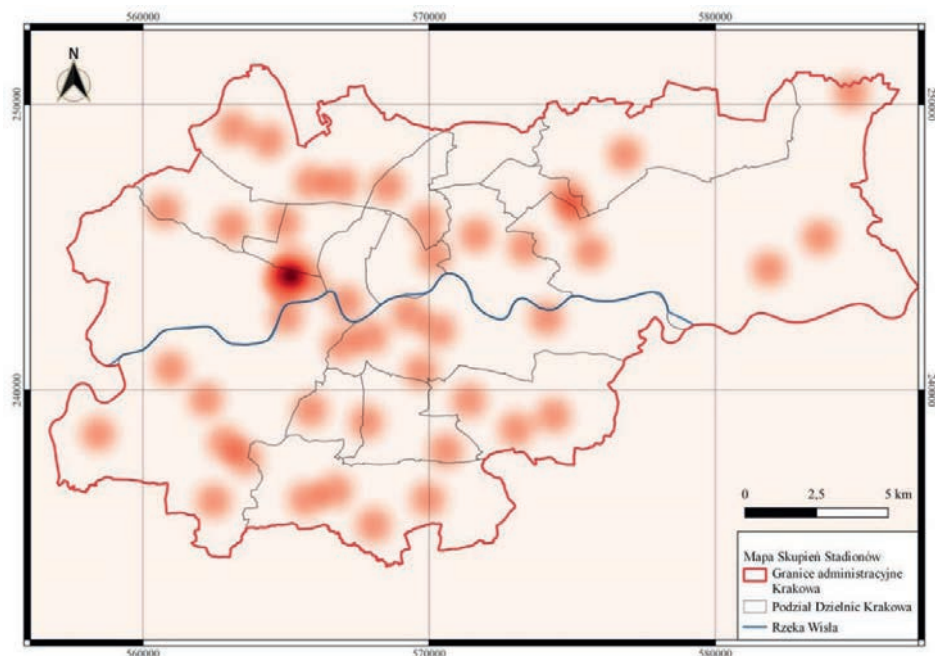 560000 570000 580000
N
250000 250000
240000 240000
0 2,5 5 km
Mapa Skupień Stadionów
Granice administracyjne
Krakowa
Podział Dzielnic Krakowa
Rzeka Wisła
560000 570000 580000